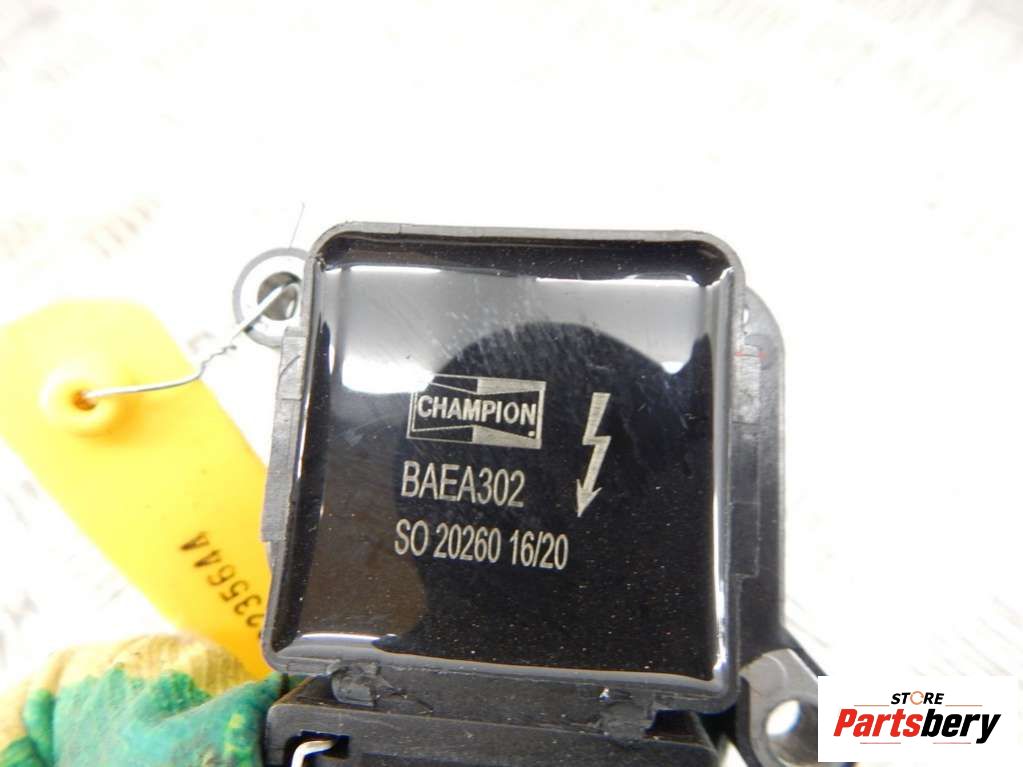 CHAMPION
BAEA302
SO 20260 16/20
STORE
Partsbery